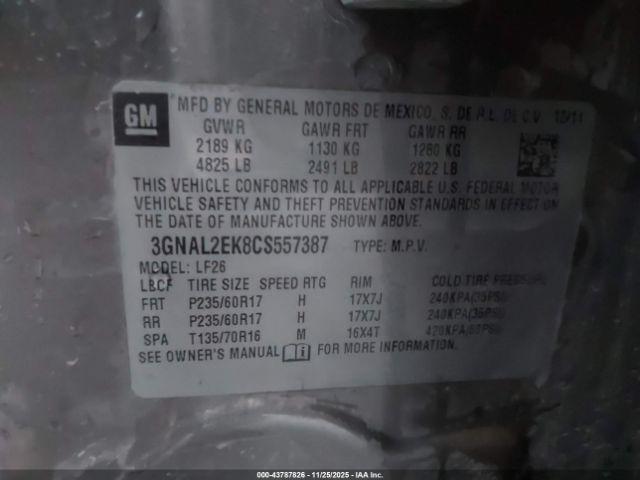 GM MFD BY GENERAL MOTORS DE MEXICO, S. DE R.L. DE C.V. 12/11
GVWR GAWR FRT GAWR RR
2189 KG 1130 KG 1280 KG
4825 LB 2491 LB 2822 LB
THIS VEHICLE CONFORMS TO ALL APPLICABLE U.S. FEDERAL MOTOR
VEHICLE SAFETY AND THEFT PREVENTION STANDARDS IN EFFECT ON
THE DATE OF MANUFACTURE SHOWN ABOVE.
3GNAL2EK8CS557387 TYPE: M.P.V.
MODEL: LF26
LBCF TIRE SIZE SPEED RTG RIM COLD TIRE PRESSURE
FRT P235/60R17 H 17X7J 240KPA(35PSI)
RR P235/60R17 H 17X7J 240KPA(35PSI)
SPA T135/70R16 M 16X4T 420KPA(60PSI)
SEE OWNER'S MANUAL FOR MORE INFORMATION.
000-43787826 - 11/25/2025 - IAA Inc.